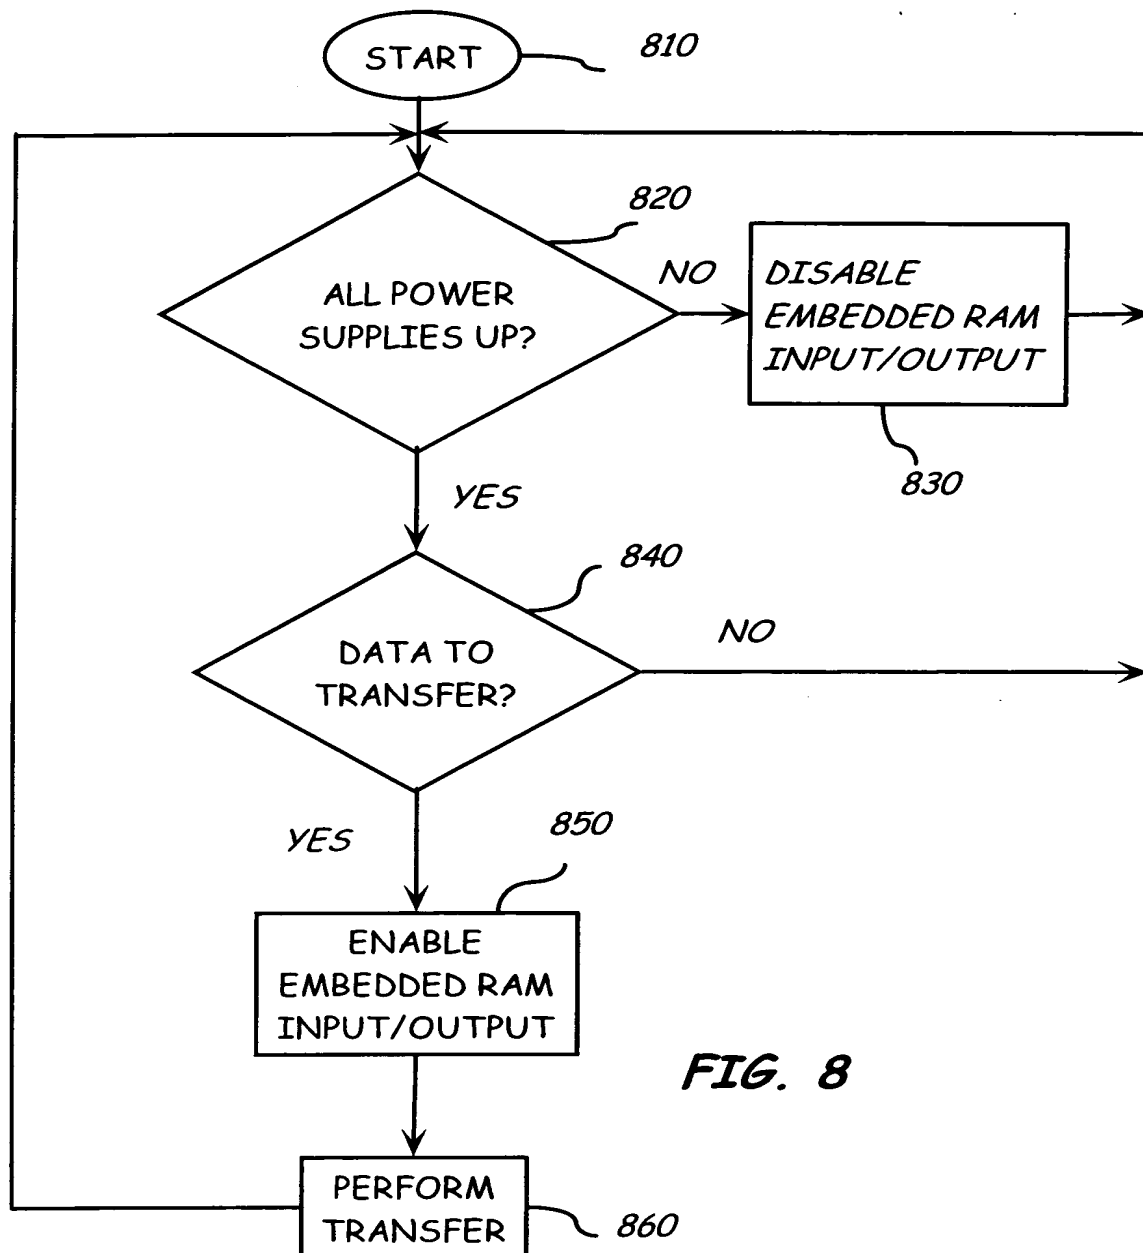 START
810
820
ALL POWER
SUPPLIES UP?
NO
DISABLE
EMBEDDED RAM
INPUT/OUTPUT
830
YES
840
DATA TO
TRANSFER?
NO
YES
850
ENABLE
EMBEDDED RAM
INPUT/OUTPUT
FIG. 8
PERFORM
TRANSFER
860